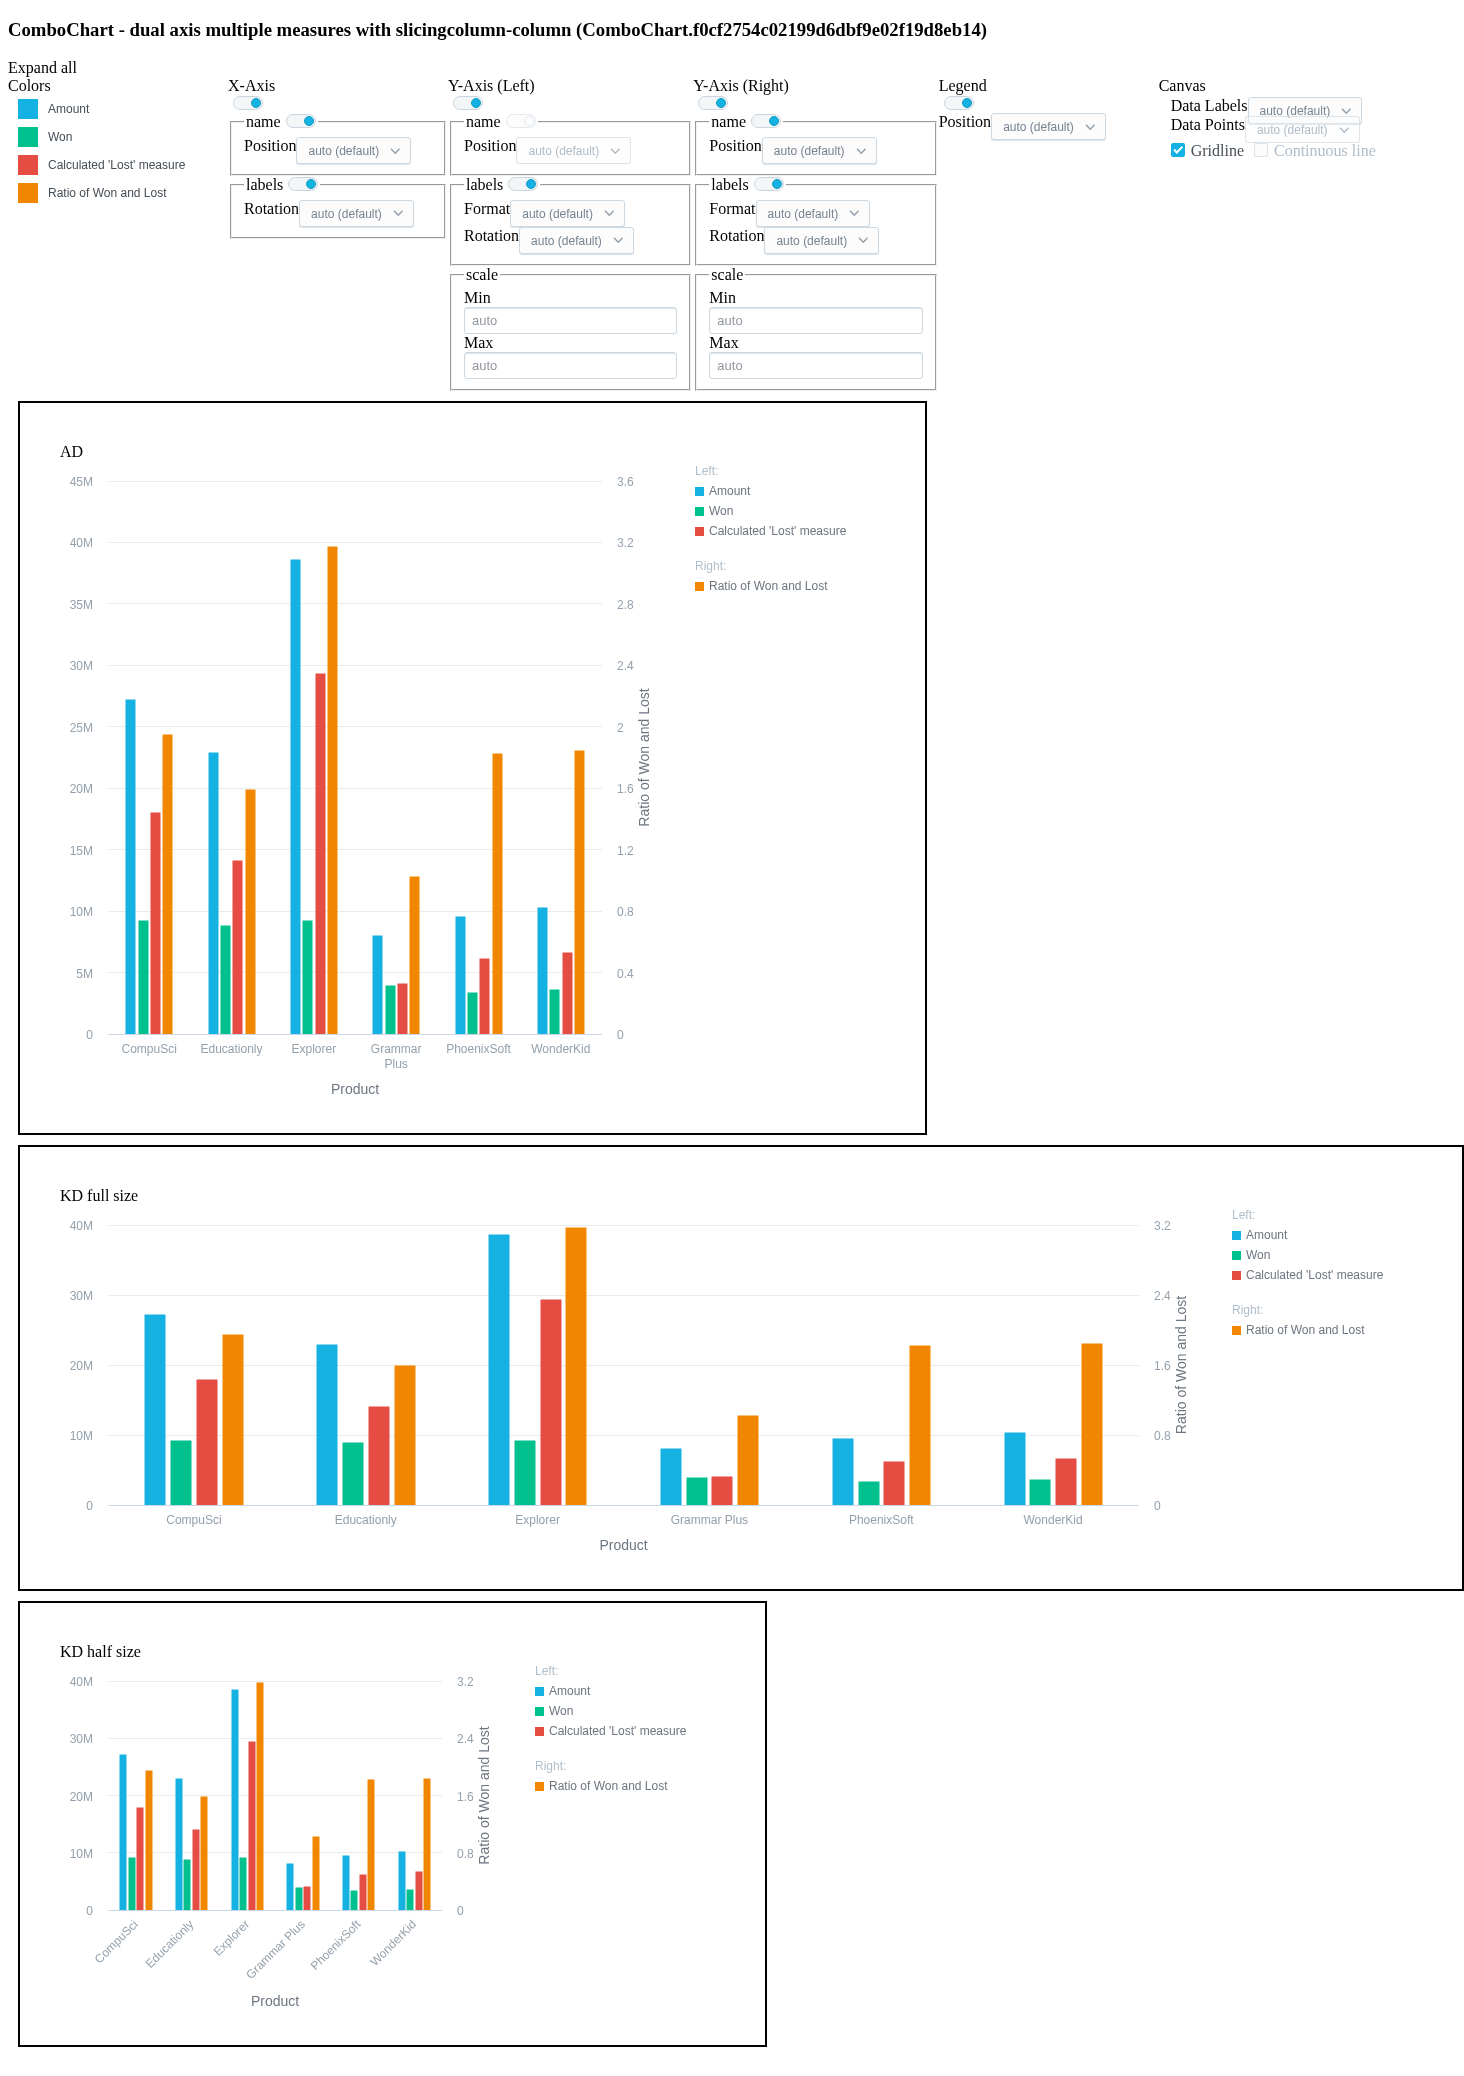 ComboChart - dual axis multiple measures with slicingcolumn-column (ComboChart.f0cf2754c02199d6dbf9e02f19d8eb14)
Expand all
Colors
Amount
Won
Calculated 'Lost' measure
Ratio of Won and Lost
X-Axis
name
Position auto (default)
labels
Rotation auto (default)
Y-Axis (Left)
name
Position auto (default)
labels
Format auto (default)
Rotation auto (default)
scale
Min
auto
Max
auto
Y-Axis (Right)
name
Position auto (default)
labels
Format auto (default)
Rotation auto (default)
scale
Min
auto
Max
auto
Legend
Position auto (default)
Canvas
Data Labels auto (default)
Data Points auto (default)
Gridline Continuous line
AD
45M
40M
35M
30M
25M
20M
15M
10M
5M
0
3.6
3.2
2.8
2.4
2
1.6
1.2
0.8
0.4
0
Ratio of Won and Lost
CompuSci
Educationly
Explorer
Grammar
Plus
PhoenixSoft
WonderKid
Product
Left:
Amount
Won
Calculated 'Lost' measure
Right:
Ratio of Won and Lost
KD full size
40M
30M
20M
10M
0
3.2
2.4
1.6
0.8
0
Ratio of Won and Lost
CompuSci
Educationly
Explorer
Grammar Plus
PhoenixSoft
WonderKid
Product
Left:
Amount
Won
Calculated 'Lost' measure
Right:
Ratio of Won and Lost
KD half size
40M
30M
20M
10M
0
3.2
2.4
1.6
0.8
0
Ratio of Won and Lost
CompuSci
Educationly
Explorer
Grammar Plus
PhoenixSoft
WonderKid
Product
Left:
Amount
Won
Calculated 'Lost' measure
Right:
Ratio of Won and Lost